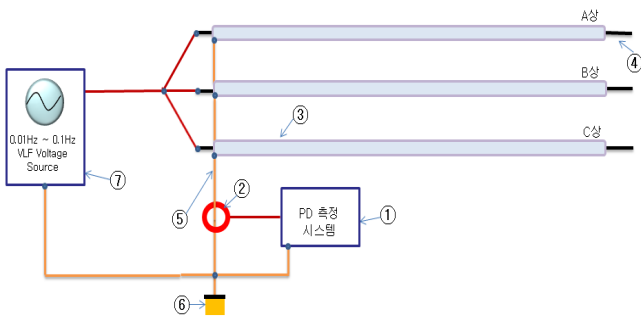 A상
④
B상
③
C상
0.01Hz ~ 0.1Hz
VLF Voltage
Source
⑦
②
⑤
PD 측정
시스템
①
⑥